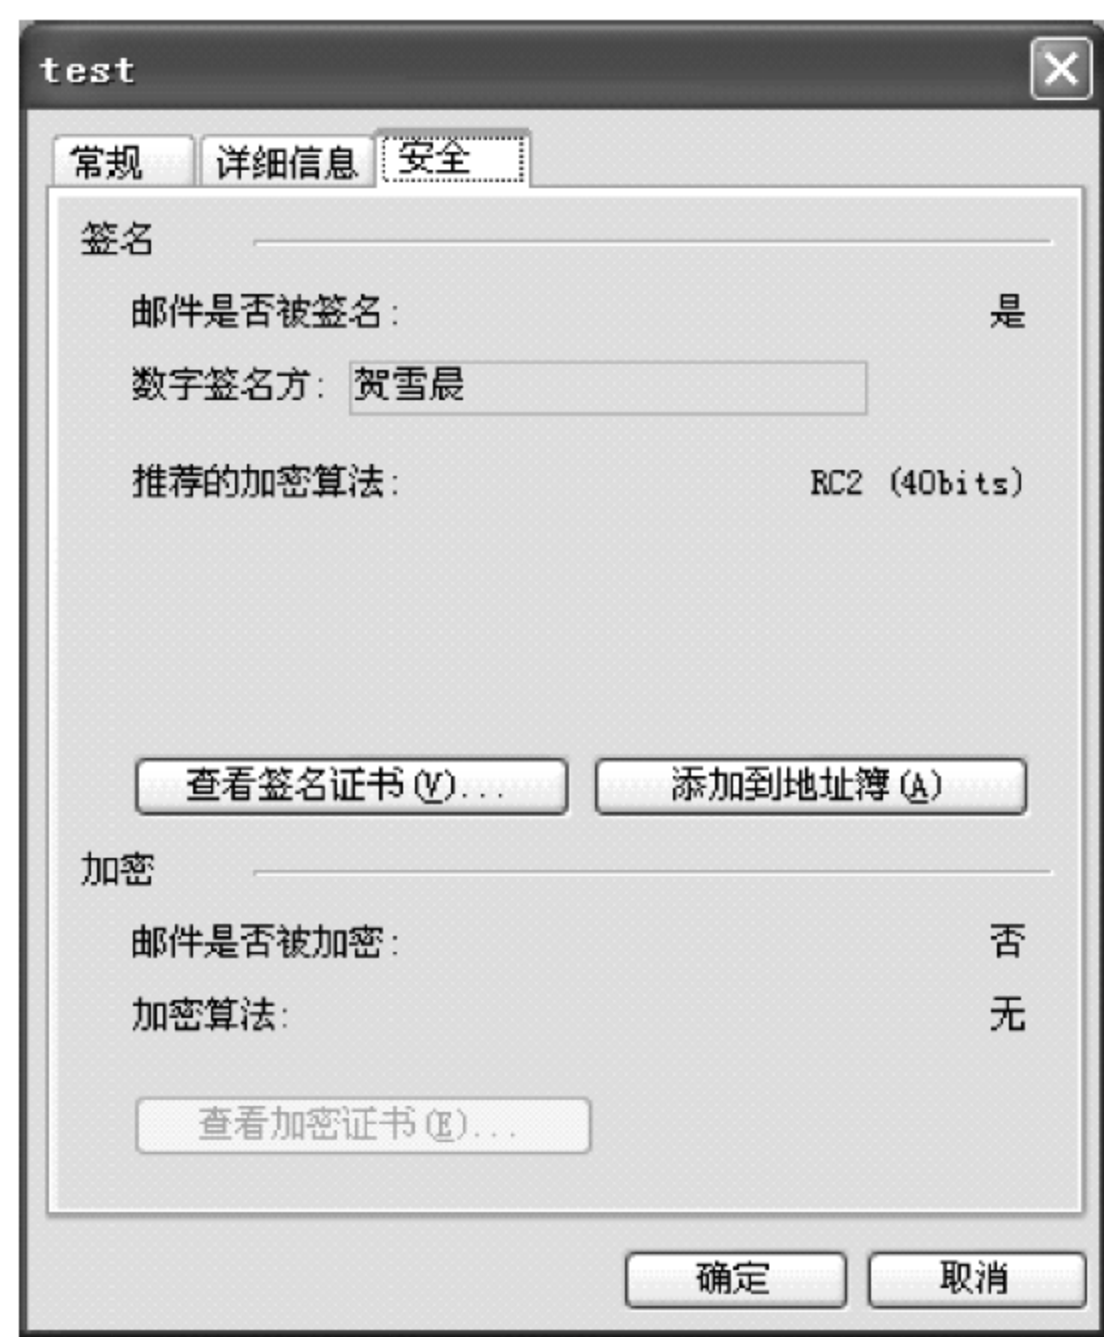 test
常规 详细信息 安全
签名
邮件是否被签名: 是
数字签名方: 贺雪晨
推荐的加密算法: RC2 (40bits)
查看签名证书(V)... 添加到地址簿(A)
加密
邮件是否被加密: 否
加密算法: 无
查看加密证书(E)...
确定 取消